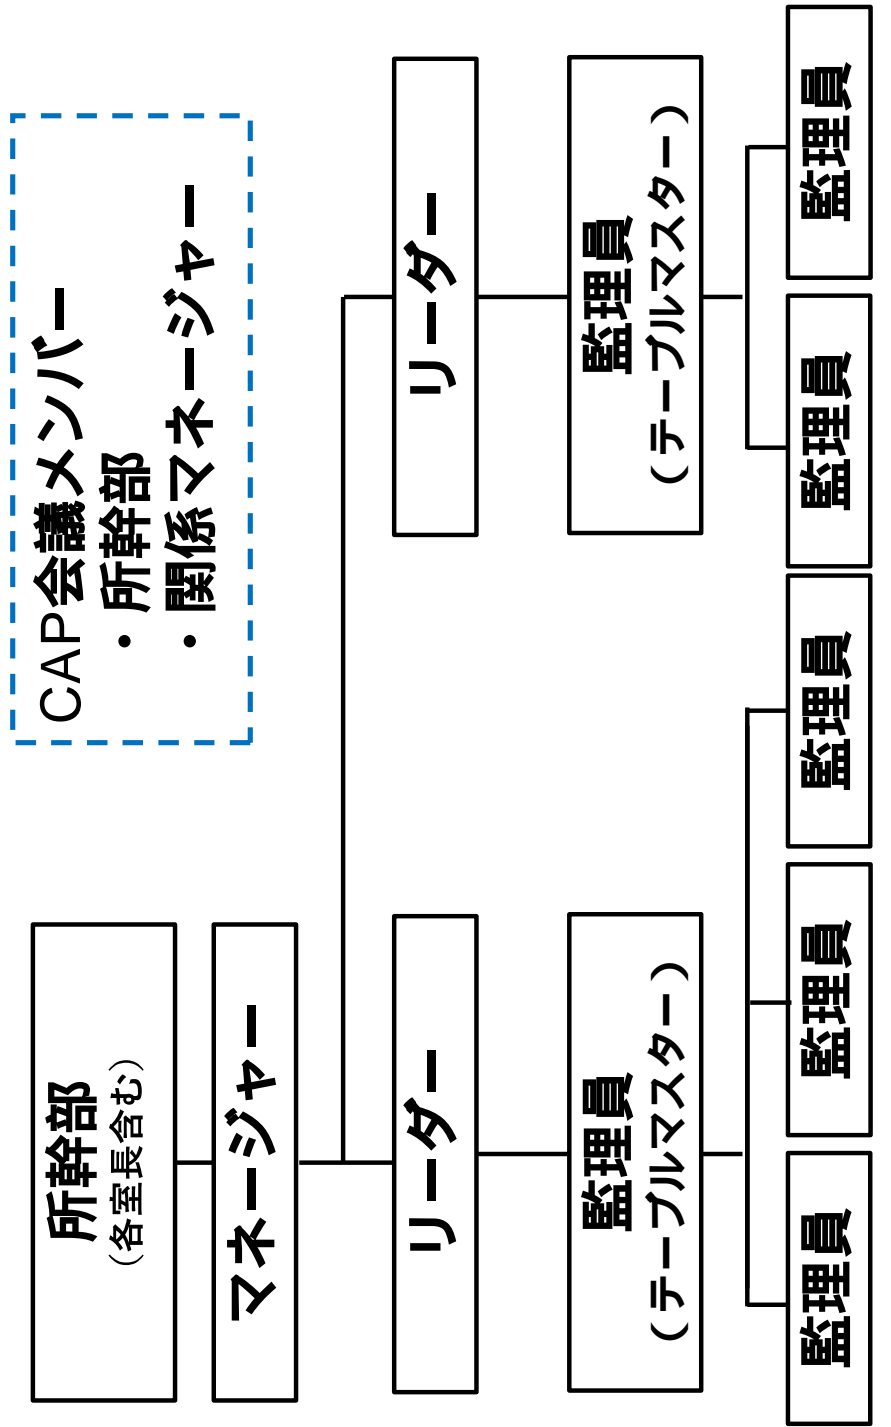 所幹部
（各室長含む）
CAP会議メンバー
・所幹部
・関係マネージャー
マネージャー
リーダー
リーダー
監理員
（テーブルマスター）
監理員
（テーブルマスター）
監理員
監理員
監理員
監理員
監理員